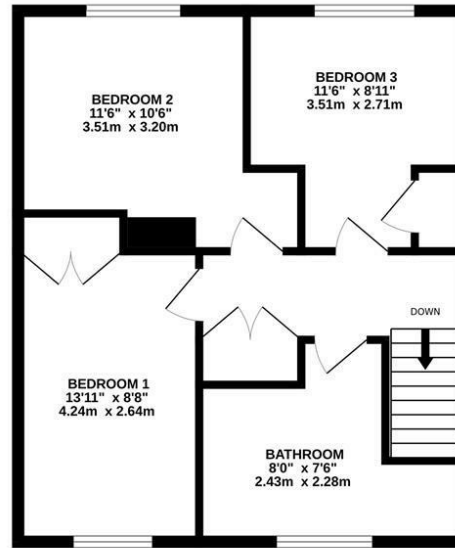 BEDROOM 2
11'6" x 10'6"
3.51m x 3.20m
BEDROOM 3
11'6" x 8'11"
3.51m x 2.71m
DOWN
BEDROOM 1
13'11" x 8'8"
4.24m x 2.64m
BATHROOM
8'0" x 7'6"
2.43m x 2.28m